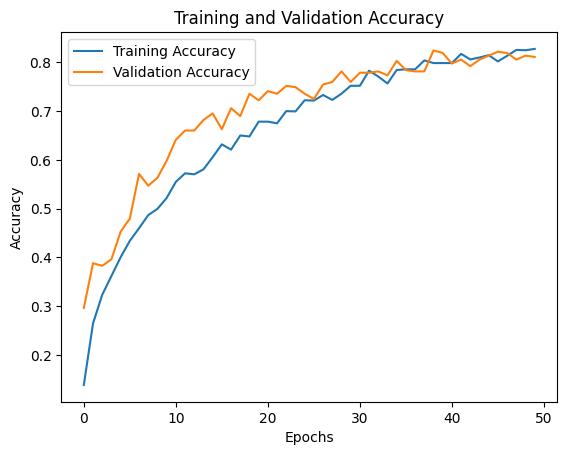 Training and Validation Accuracy
Training Accuracy
Validation Accuracy
0.8
0.7
0.6
0.5
0.4
0.3
0.2
Accuracy
0 10 20 30 40 50
Epochs